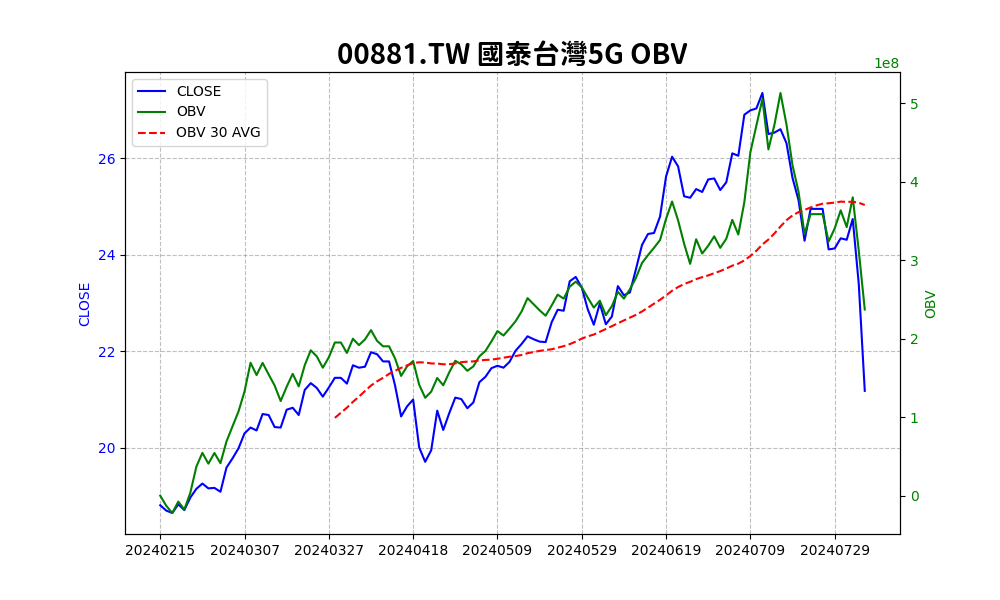 00881.TW 國泰台灣5G OBV
1e8
CLOSE
OBV
OBV 30 AVG
26
24
22
20
CLOSE
5
4
3
2
1
0
OBV
20240215 20240307 20240327 20240418 20240509 20240529 20240619 20240709 20240729